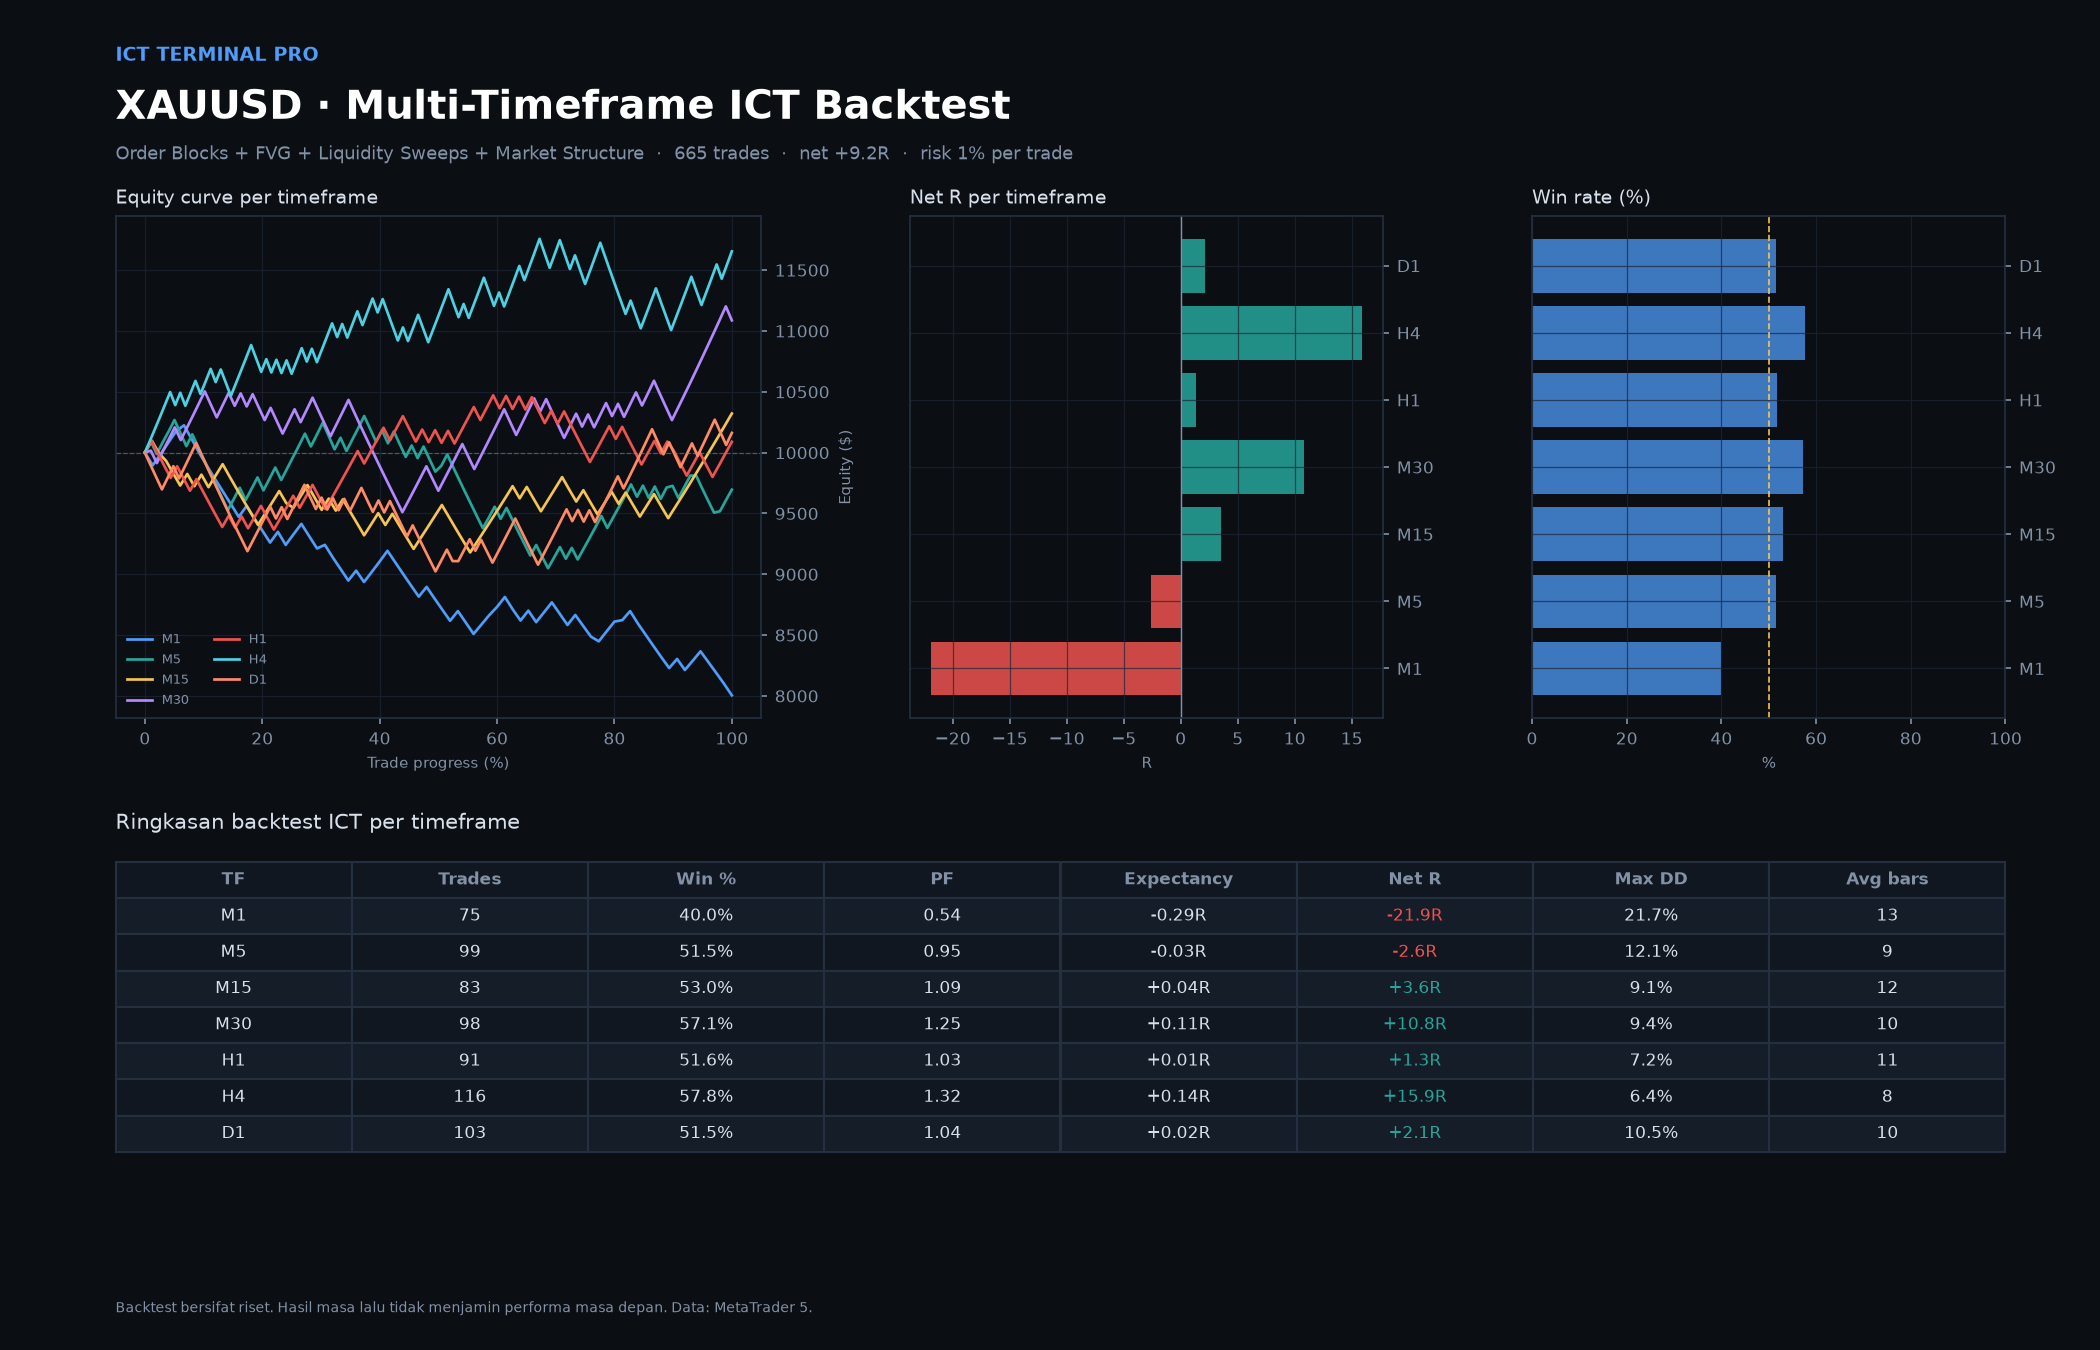 ICT TERMINAL PRO
XAUUSD · Multi-Timeframe ICT Backtest
Order Blocks + FVG + Liquidity Sweeps + Market Structure · 665 trades · net +9.2R · risk 1% per trade
Equity curve per timeframe
11500
11000
10500
10000
9500
9000
8500
8000
Equity ($)
M1 H1
M5 H4
M15 D1
M30
0 20 40 60 80 100
Trade progress (%)
Net R per timeframe
D1
H4
H1
M30
M15
M5
M1
−20 −15 −10 −5 0 5 10 15
R
Win rate (%)
D1
H4
H1
M30
M15
M5
M1
0 20 40 60 80 100
%
Ringkasan backtest ICT per timeframe
TF Trades Win % PF Expectancy Net R Max DD Avg bars
M1 75 40.0% 0.54 -0.29R -21.9R 21.7% 13
M5 99 51.5% 0.95 -0.03R -2.6R 12.1% 9
M15 83 53.0% 1.09 +0.04R +3.6R 9.1% 12
M30 98 57.1% 1.25 +0.11R +10.8R 9.4% 10
H1 91 51.6% 1.03 +0.01R +1.3R 7.2% 11
H4 116 57.8% 1.32 +0.14R +15.9R 6.4% 8
D1 103 51.5% 1.04 +0.02R +2.1R 10.5% 10
Backtest bersifat riset. Hasil masa lalu tidak menjamin performa masa depan. Data: MetaTrader 5.